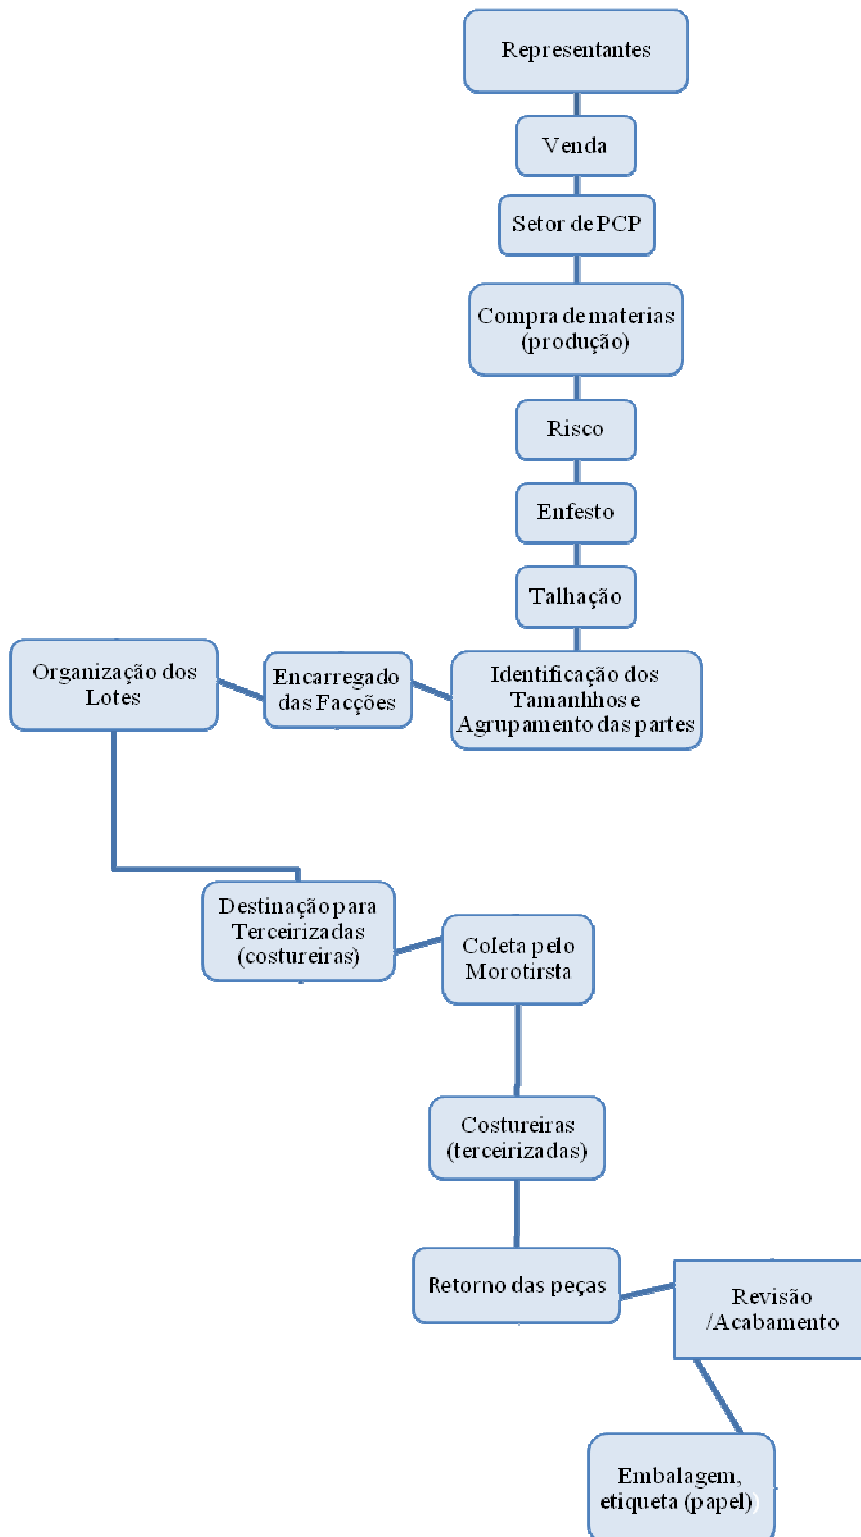 Representantes
Venda
Setor de PCP
Compra de materias
(produção)
Risco
Enfesto
Talhação
Identificação dos
Tamanhhos e
Agrupamento das partes
Encarregado
das Facções
Organização dos
Lotes
Destinação para
Terceirizadas
(costureiras)
Coleta pelo
Morotirsta
Costureiras
(terceirizadas)
Retorno das peças
Revisão
/Acabamento
Embalagem,
etiqueta (papel))